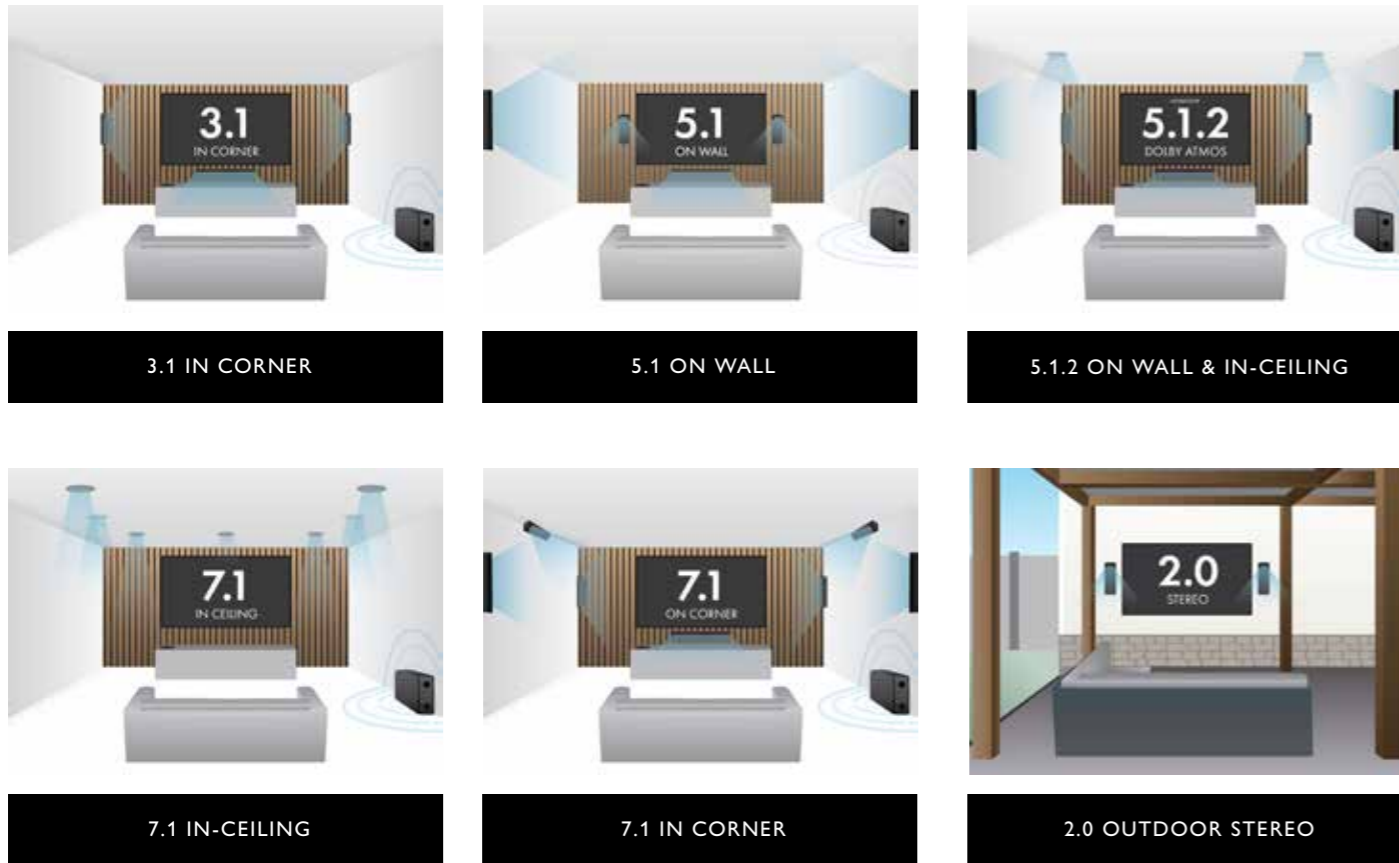 3.1
IN CORNER
5.1
ON WALL
5.1.2
DOLBY ATMOS
3.1 IN CORNER
5.1 ON WALL
5.1.2 ON WALL & IN-CEILING
7.1
IN CEILING
7.1
ON CORNER
2.0
STEREO
7.1 IN-CEILING
7.1 IN CORNER
2.0 OUTDOOR STEREO